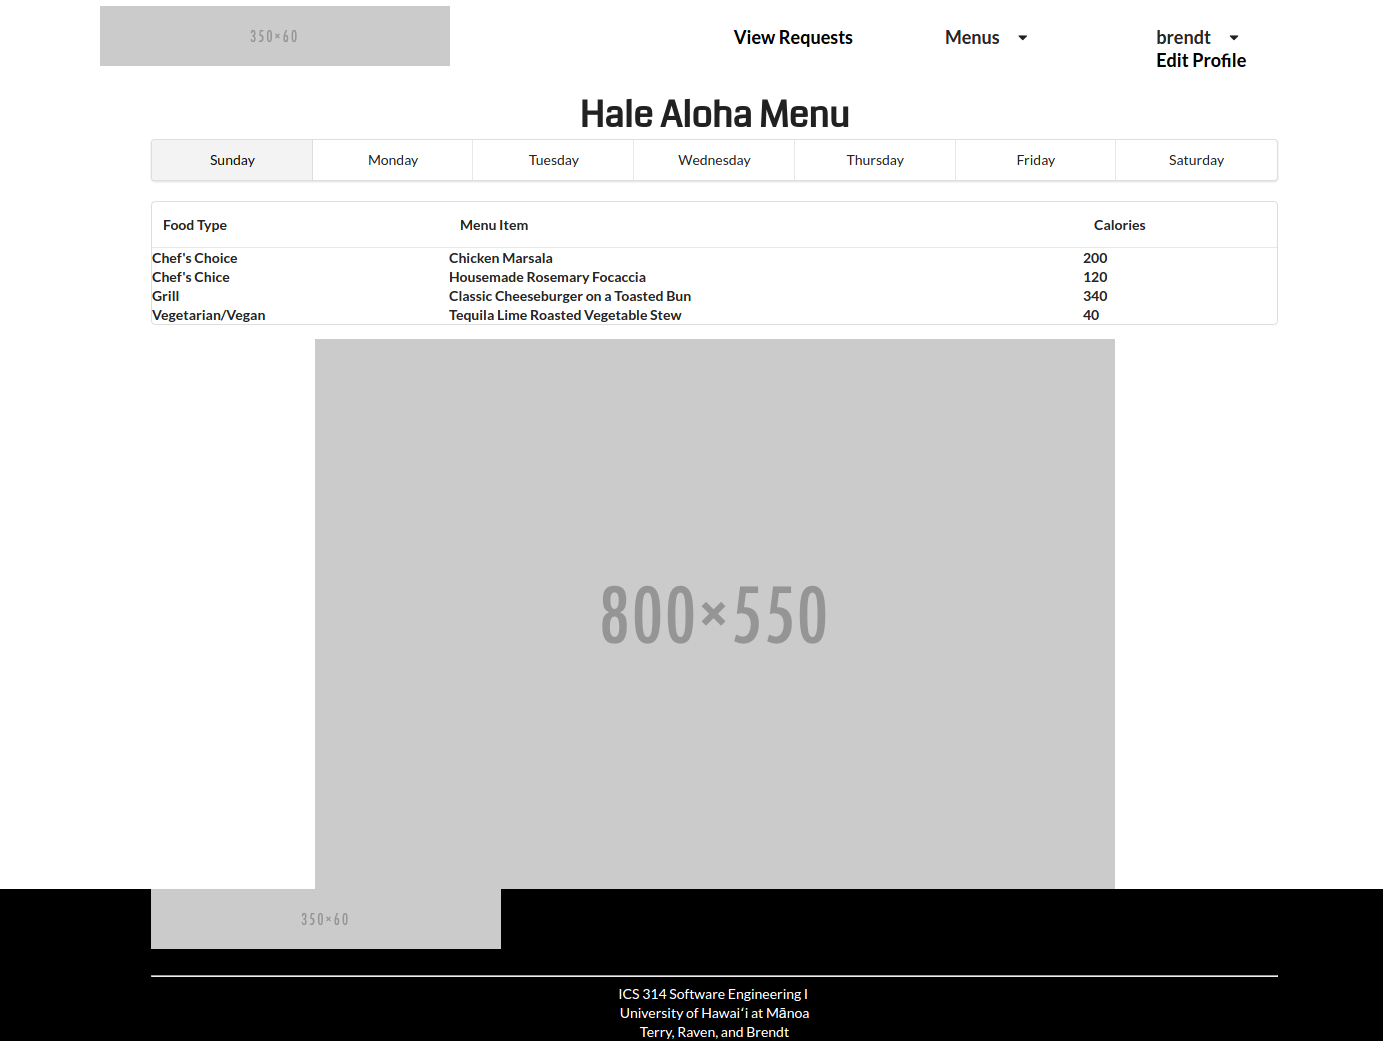 350×60
View Requests
Menus
brendt
Edit Profile
Hale Aloha Menu
Sunday Monday Tuesday Wednesday Thursday Friday Saturday
Food Type Menu Item Calories
Chef's Choice Chicken Marsala 200
Chef's Chice Housemade Rosemary Focaccia 120
Grill Classic Cheeseburger on a Toasted Bun 340
Vegetarian/Vegan Tequila Lime Roasted Vegetable Stew 40
800×550
350×60
ICS 314 Software Engineering I
University of Hawaiʻi at Mānoa
Terry, Raven, and Brendt